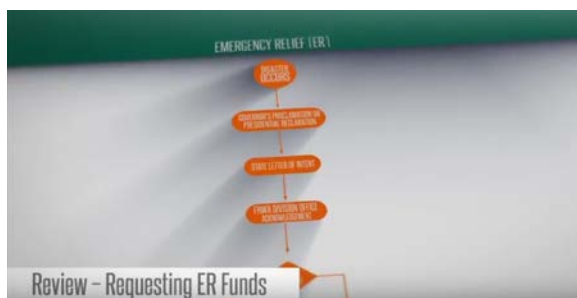 EMERGENCY RELIEF (ER)
DISASTER
OCCURS
GOVERNOR'S PROCLAMATION OR
PRESIDENTIAL DECLARATION
STATE LETTER OF INTENT
FHWA DIVISION OFFICE
ACKNOWLEDGEMENT
Review – Requesting ER Funds